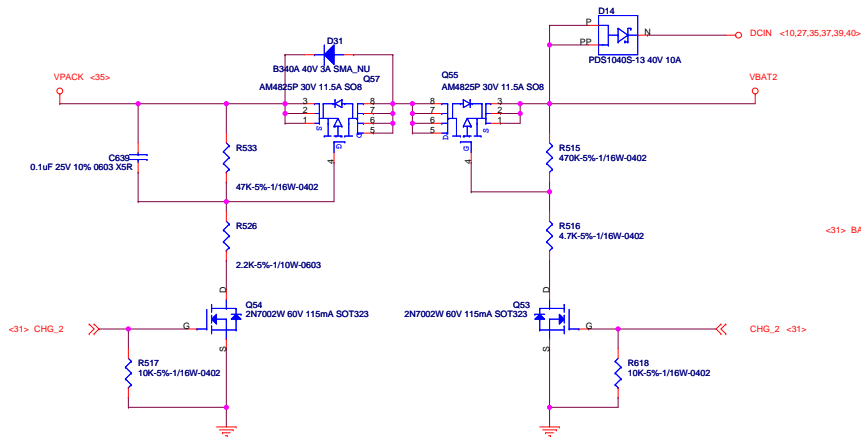 D14
P
PP
N
DCIN <10,27,35,37,39,40>
PDS1040S-13 40V 10A
D31
B340A 40V 3A SMA_NU
VPACK <35>
Q57
AM4825P 30V 11.5A SO8
Q55
AM4825P 30V 11.5A SO8
VBAT2
3
2
1
S
G
D
8
7
6
5
4
8
7
6
5
D
G
S
3
2
1
4
C639
0.1uF 25V 10% 0603 X5R
R533
47K-5%-1/16W-0402
R515
470K-5%-1/16W-0402
R526
2.2K-5%-1/10W-0603
R516
4.7K-5%-1/16W-0402
<31> BA
D
Q54
2N7002W 60V 115mA SOT323
G
S
D
Q53
2N7002W 60V 115mA SOT323
G
S
<31> CHG_2
CHG_2 <31>
R517
10K-5%-1/16W-0402
R618
10K-5%-1/16W-0402